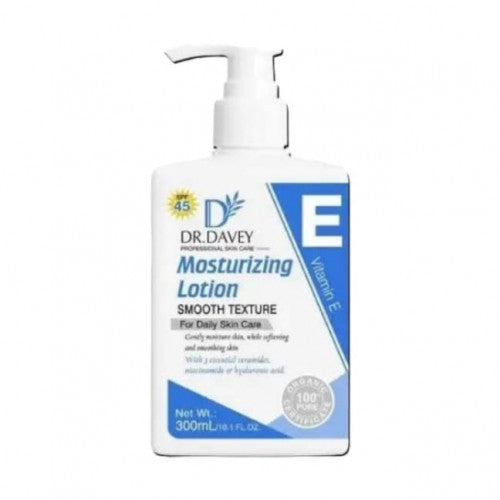 SPF
45
D
DR.DAVEY
PROFESSIONAL SKIN CARE
Mosturizing
Lotion
SMOOTH TEXTURE
For Daily Skin Care
Gently moisture skin, while softening
and smoothing skin
With 3 essential ceramides,
niacinamide or hyaluronic acid.
E
Vitamin E
ORGANIC
100%
PURE
CERTIFICATE
Net Wt.:
300mL/10.1 FL.OZ.